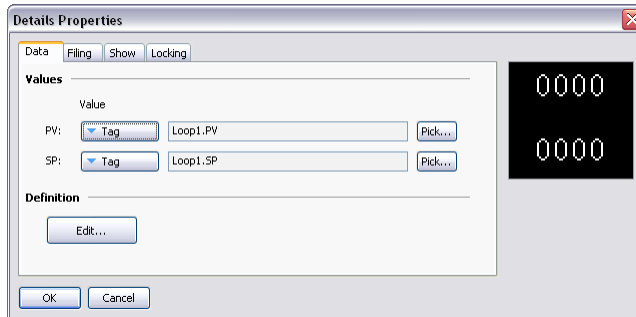 Details Properties
Data Filing Show Locking
Values
Value
PV: Tag Loop1.PV Pick...
SP: Tag Loop1.SP Pick...
Definition
Edit...
OK Cancel
0000
0000